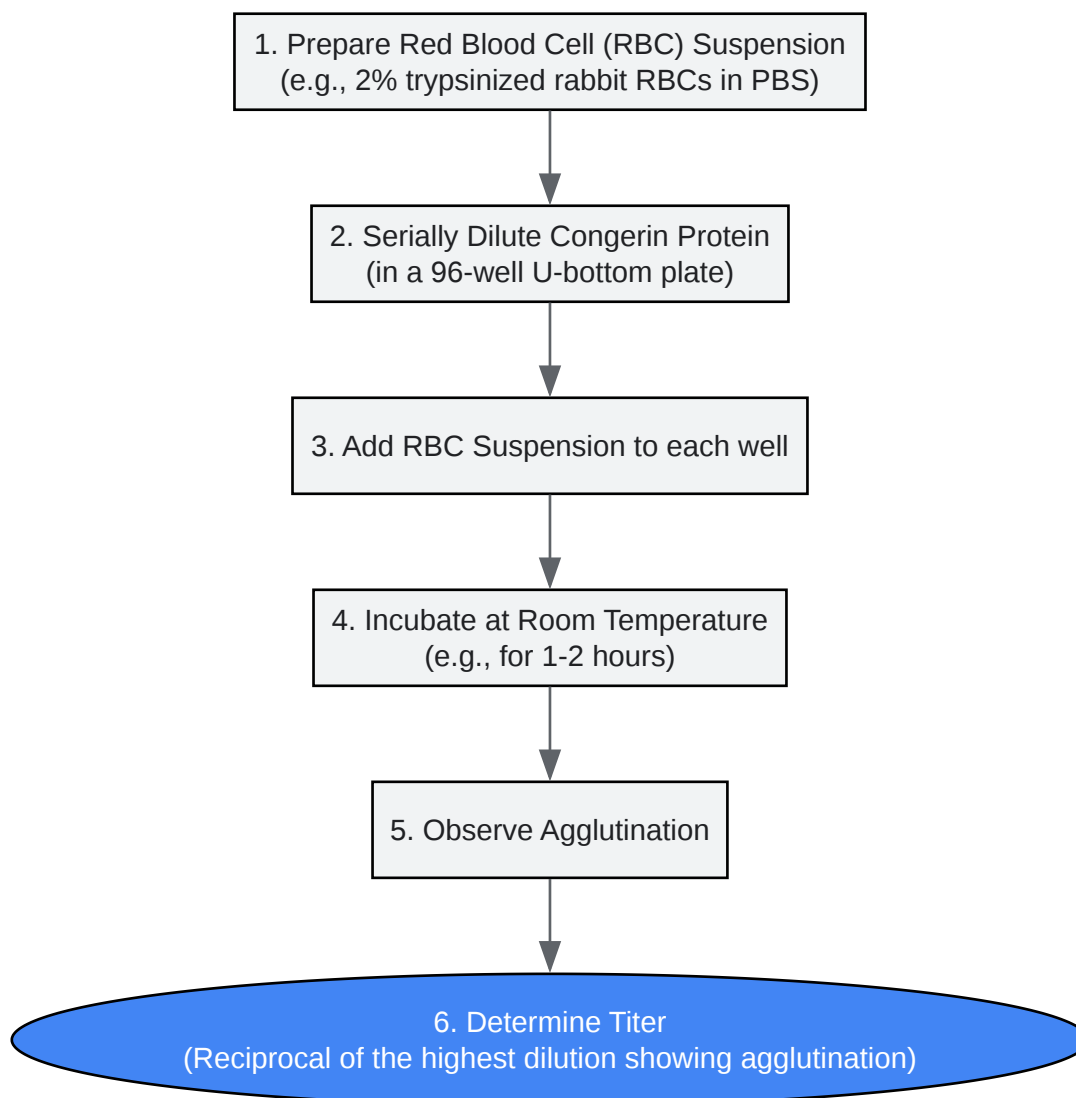 1. Prepare Red Blood Cell (RBC) Suspension
(e.g., 2% trypsinized rabbit RBCs in PBS)
2. Serially Dilute Congerin Protein
(in a 96-well U-bottom plate)
3. Add RBC Suspension to each well
4. Incubate at Room Temperature
(e.g., for 1-2 hours)
5. Observe Agglutination
6. Determine Titer
(Reciprocal of the highest dilution showing agglutination)